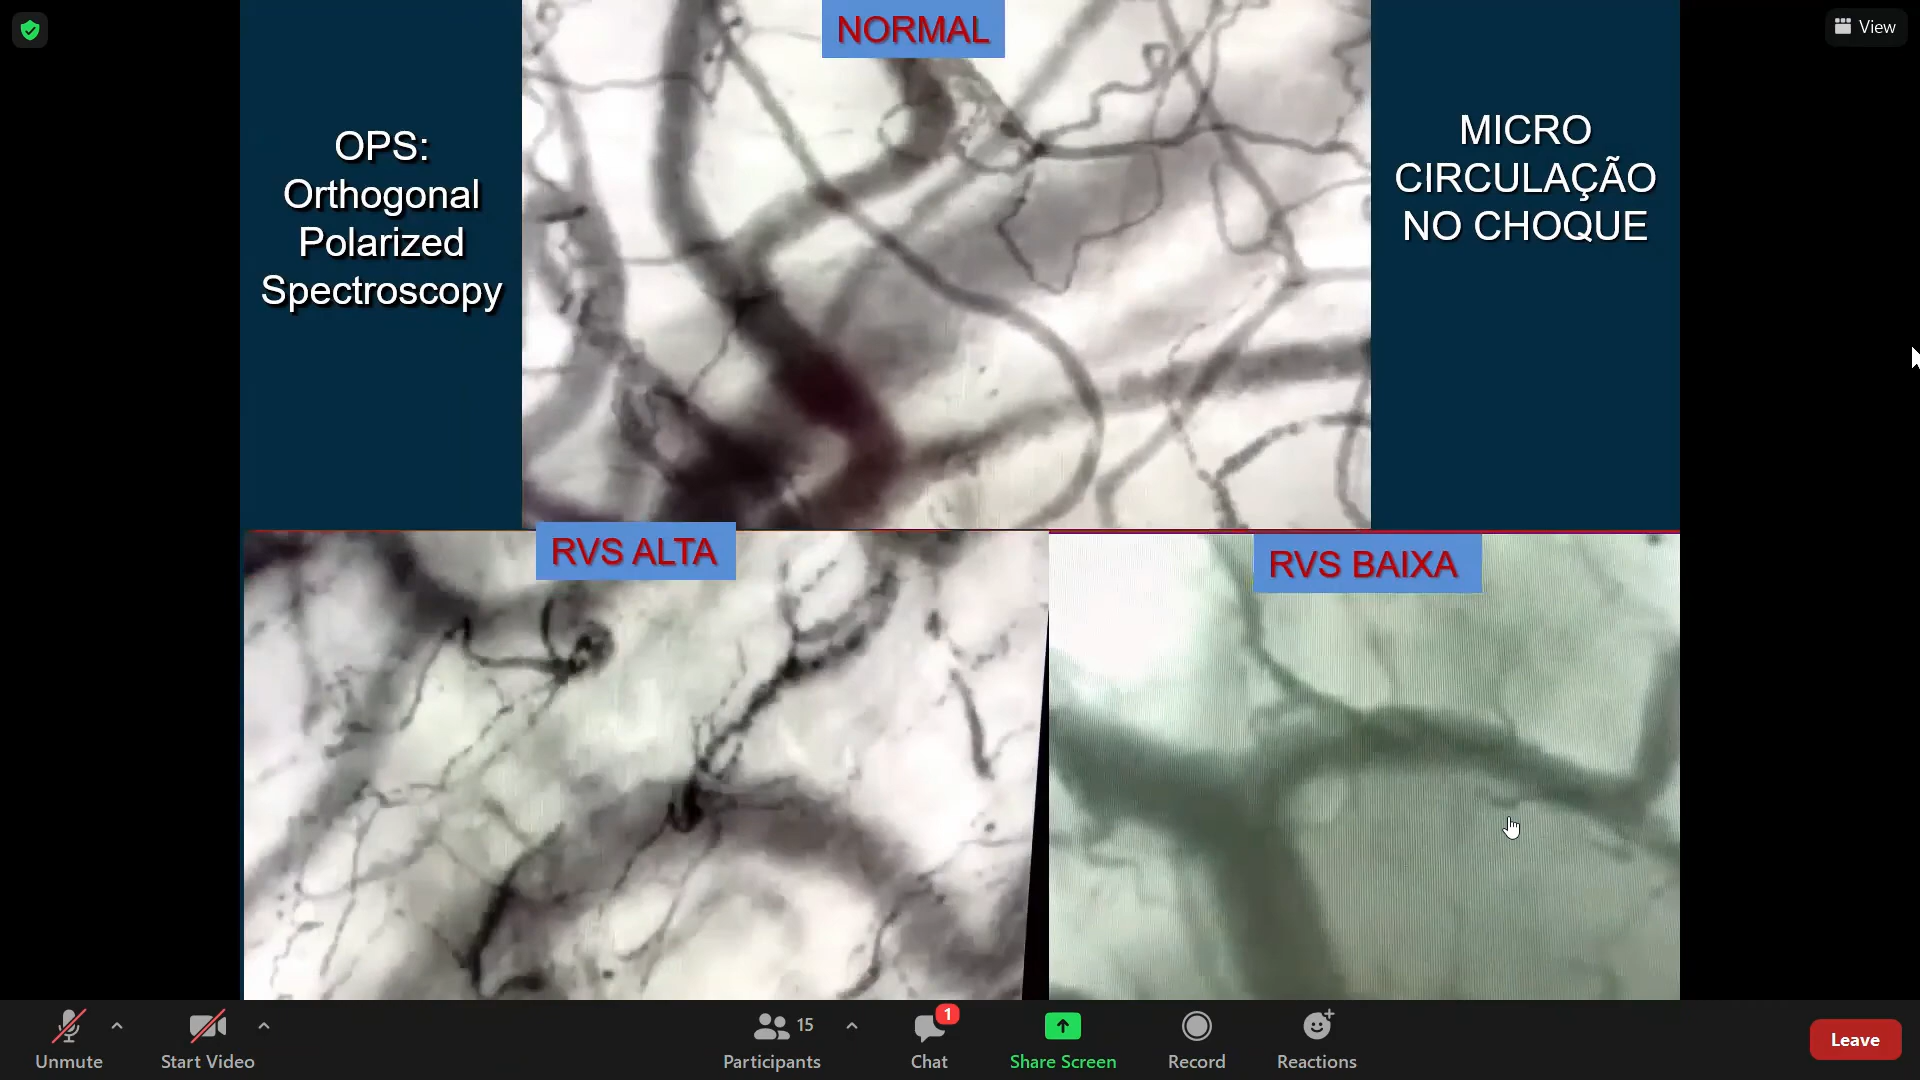 View
NORMAL
OPS:
Orthogonal
Polarized
Spectroscopy
MICRO
CIRCULAÇÃO
NO CHOQUE
RVS ALTA
RVS BAIXA
Unmute
Start Video
15
Participants
1
Chat
Share Screen
Record
Reactions
Leave